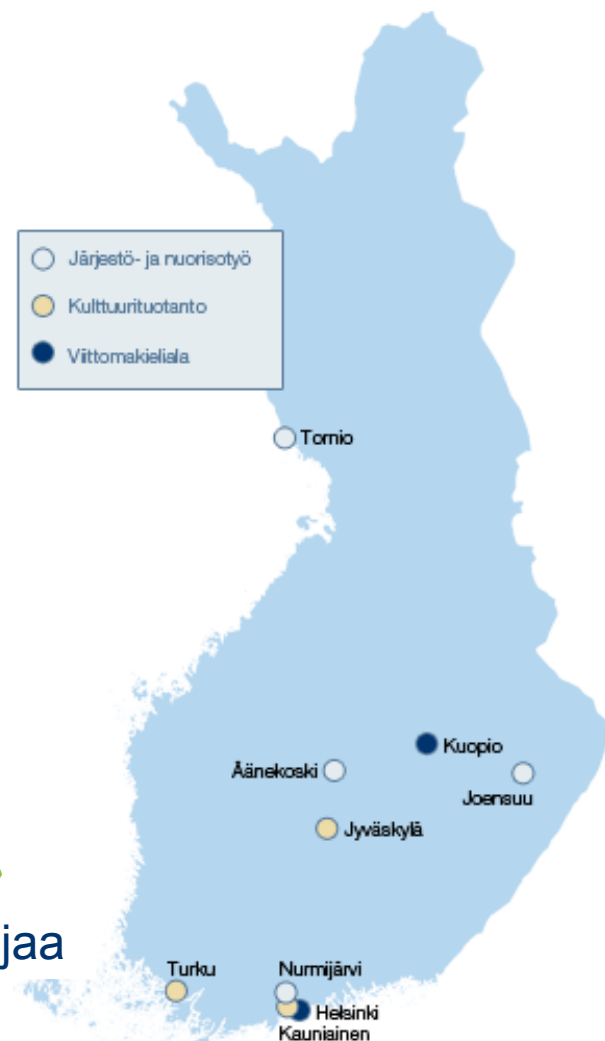 Järjestö- ja nuorisotyö
Kulttuurituotanto
Viittomakieliala
Tornio
Kuopio
Äänekoski
Joensuu
Jyväskylä
jaa
Turku
Nurmijärvi
Helsinki
Kauniainen